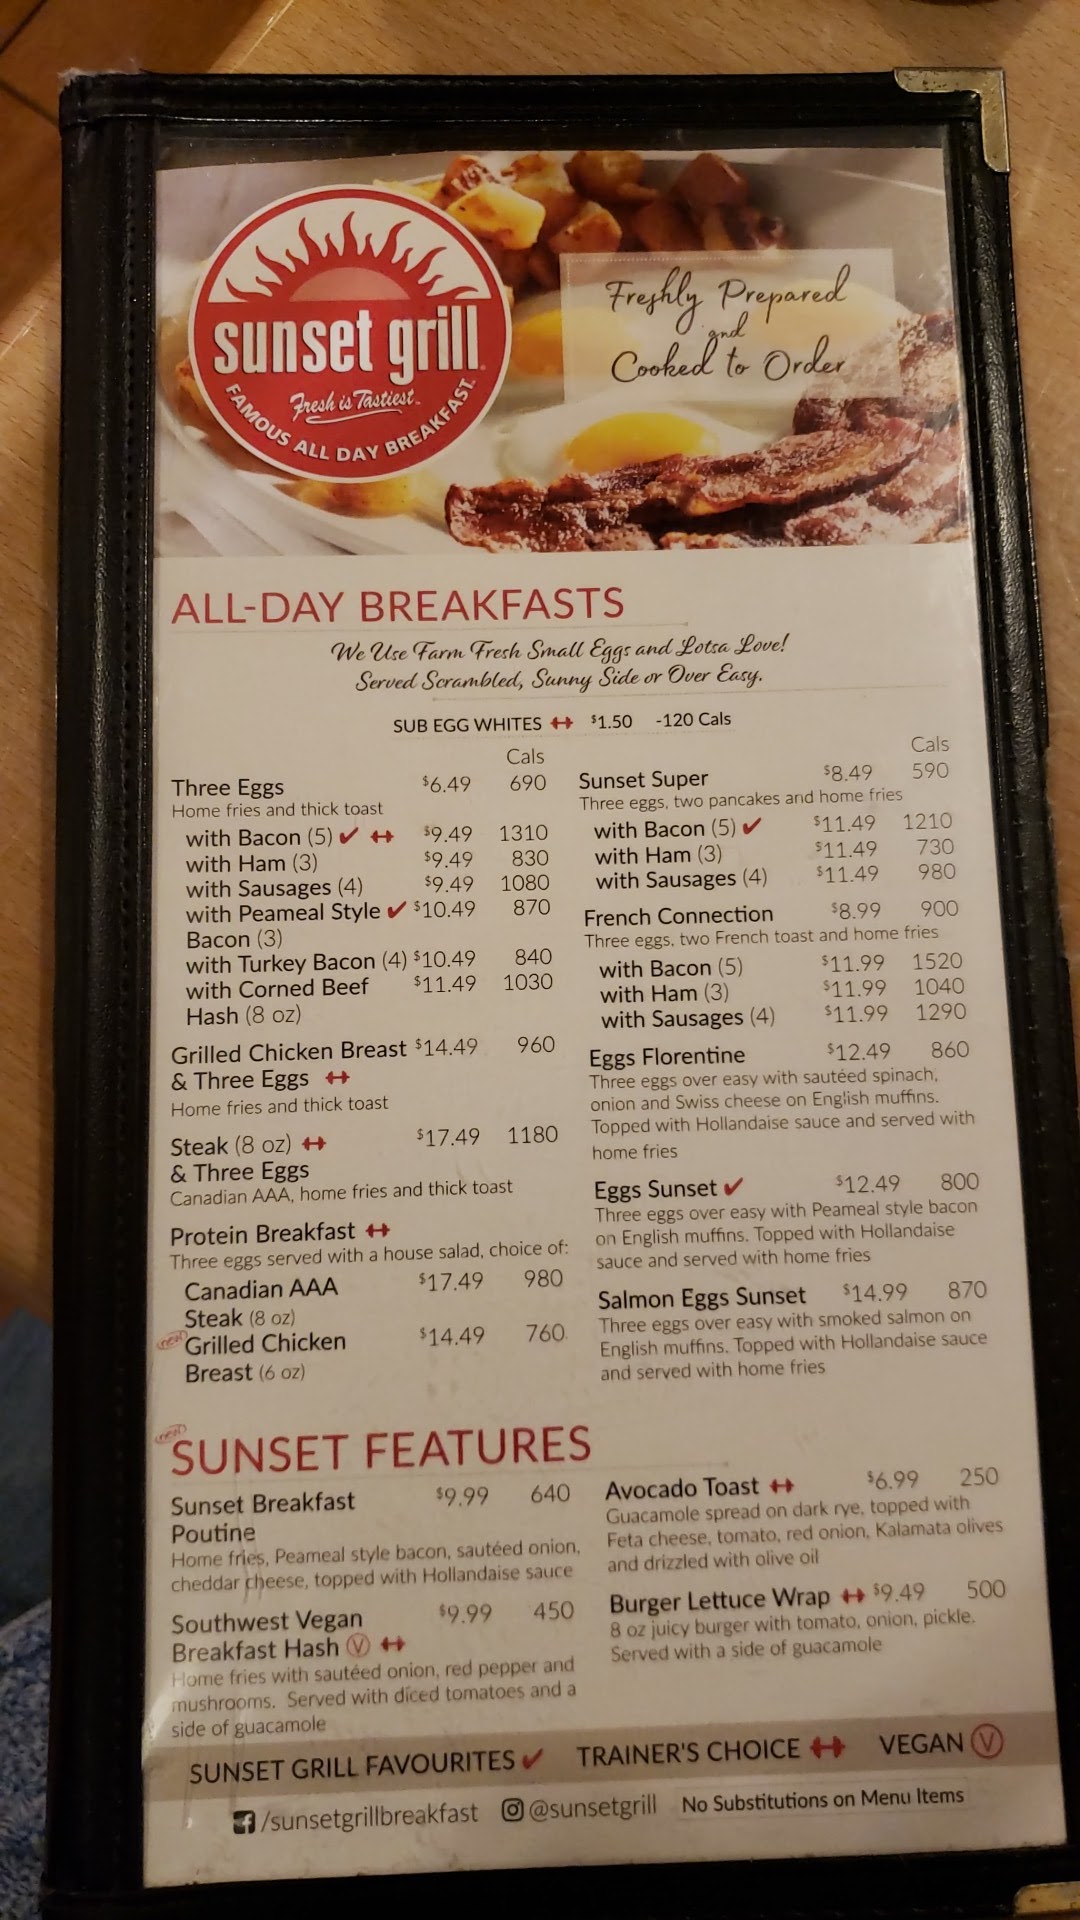 sunset grill
Fresh is Tastiest
FAMOUS ALL DAY BREAKFAST.
Freshly Prepared
and
Cooked to Order
ALL-DAY BREAKFASTS
We Use Farm Fresh Small Eggs and Lotsa Love!
Served Scrambled, Sunny Side or Over Easy.
SUB EGG WHITES $1.50 -120 Cals
Cals
Three Eggs $6.49 690
Home fries and thick toast
with Bacon (5) ✔ $9.49 1310
with Ham (3) $9.49 830
with Sausages (4) $9.49 1080
with Peameal Style ✔ $10.49 870
Bacon (3)
with Turkey Bacon (4) $10.49 840
with Corned Beef $11.49 1030
Hash (8 oz)
Grilled Chicken Breast $14.49 960
& Three Eggs
Home fries and thick toast
Steak (8 oz) $17.49 1180
& Three Eggs
Canadian AAA, home fries and thick toast
Protein Breakfast
Three eggs served with a house salad, choice of:
Canadian AAA $17.49 980
Steak (8 oz)
new Grilled Chicken $14.49 760
Breast (6 oz)
Cals
Sunset Super $8.49 590
Three eggs, two pancakes and home fries
with Bacon (5) ✔ $11.49 1210
with Ham (3) $11.49 730
with Sausages (4) $11.49 980
French Connection $8.99 900
Three eggs, two French toast and home fries
with Bacon (5) $11.99 1520
with Ham (3) $11.99 1040
with Sausages (4) $11.99 1290
Eggs Florentine $12.49 860
Three eggs over easy with sautéed spinach,
onion and Swiss cheese on English muffins.
Topped with Hollandaise sauce and served with
home fries
Eggs Sunset ✔ $12.49 800
Three eggs over easy with Peameal style bacon
on English muffins. Topped with Hollandaise
sauce and served with home fries
Salmon Eggs Sunset $14.99 870
Three eggs over easy with smoked salmon on
English muffins. Topped with Hollandaise sauce
and served with home fries
new
SUNSET FEATURES
Sunset Breakfast $9.99 640
Poutine
Home fries, Peameal style bacon, sautéed onion,
cheddar cheese, topped with Hollandaise sauce
Southwest Vegan $9.99 450
Breakfast Hash Ⓥ
Home fries with sautéed onion, red pepper and
mushrooms. Served with diced tomatoes and a
side of guacamole
Avocado Toast $6.99 250
Guacamole spread on dark rye, topped with
Feta cheese, tomato, red onion, Kalamata olives
and drizzled with olive oil
Burger Lettuce Wrap $9.49 500
8 oz juicy burger with tomato, onion, pickle.
Served with a side of guacamole
SUNSET GRILL FAVOURITES ✔ TRAINER'S CHOICE VEGAN Ⓥ
/sunsetgrillbreakfast @sunsetgrill No Substitutions on Menu Items